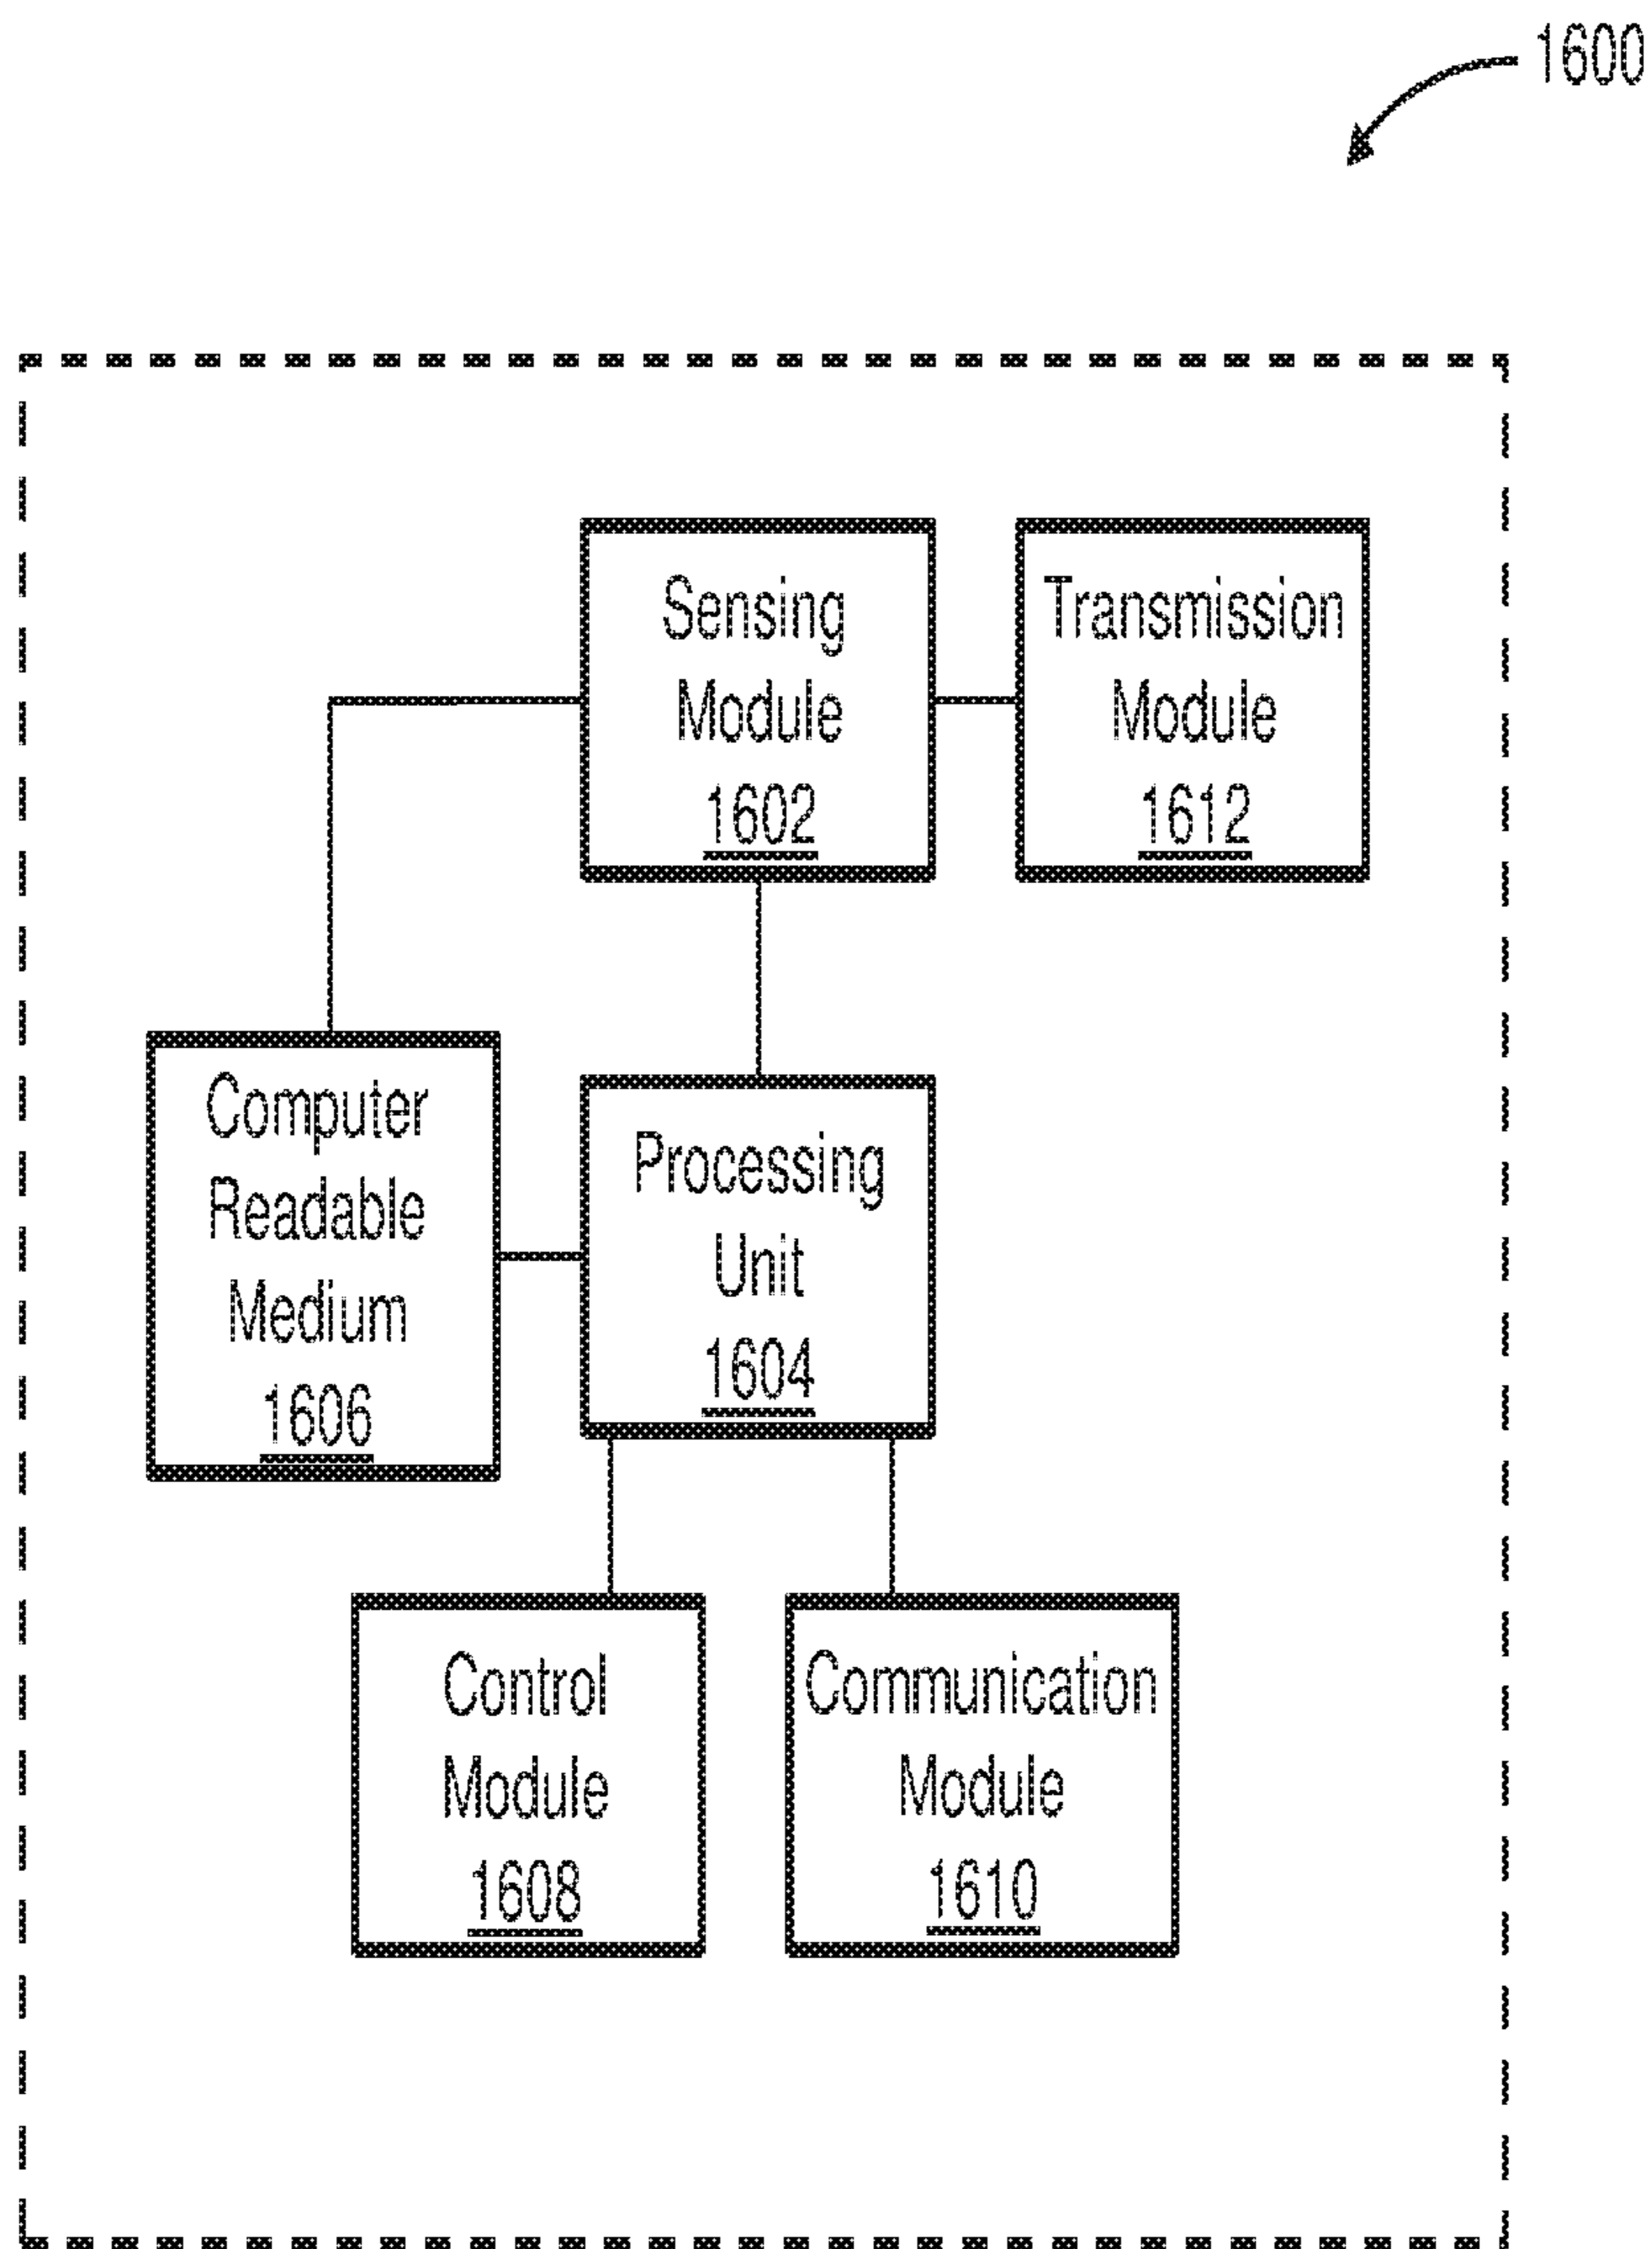 1600
Sensing
Module
1602
Transmission
Module
1612
Computer
Readable
Medium
1606
Processing
Unit
1604
Control
Module
1608
Communication
Module
1610